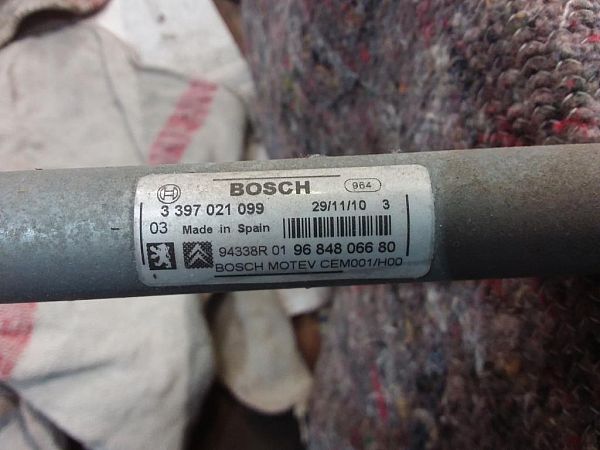 BOSCH 964
3 397 021 099 29/11/10 3
03 Made in Spain
94338R 01 96 848 066 80
BOSCH MOTEV CEM001/H00